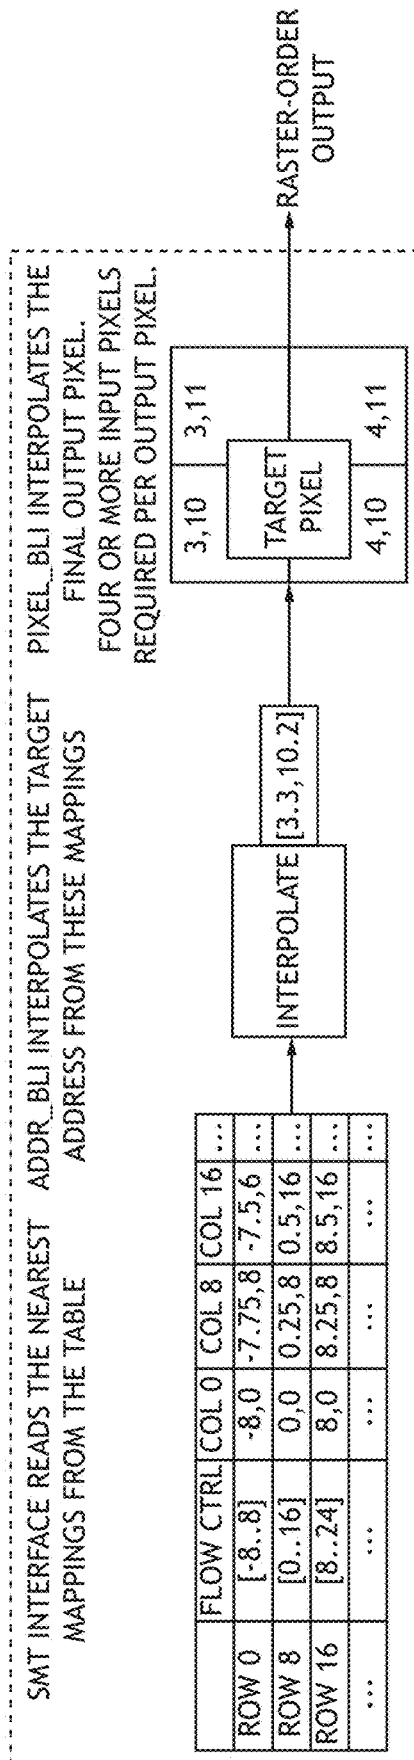 SMT INTERFACE READS THE NEAREST
MAPPINGS FROM THE TABLE
ADDR_BLI INTERPOLATES THE TARGET
ADDRESS FROM THESE MAPPINGS
PIXEL_BLI INTERPOLATES THE
FINAL OUTPUT PIXEL.
FOUR OR MORE INPUT PIXELS
REQUIRED PER OUTPUT PIXEL.
FLOW CTRL COL 0 COL 8 COL 16 ...
ROW 0 [-8..8] -8,0 -7.75,8 -7.5,6 ...
ROW 8 [0..16] 0,0 0.25,8 0.5,16 ...
ROW 16 [8..24] 8,0 8.25,8 8.5,16 ...
... ... ... ... ... ...
INTERPOLATE [3.3,10.2]
3,10 3,11
TARGET
PIXEL
4,10 4,11
RASTER-ORDER
OUTPUT